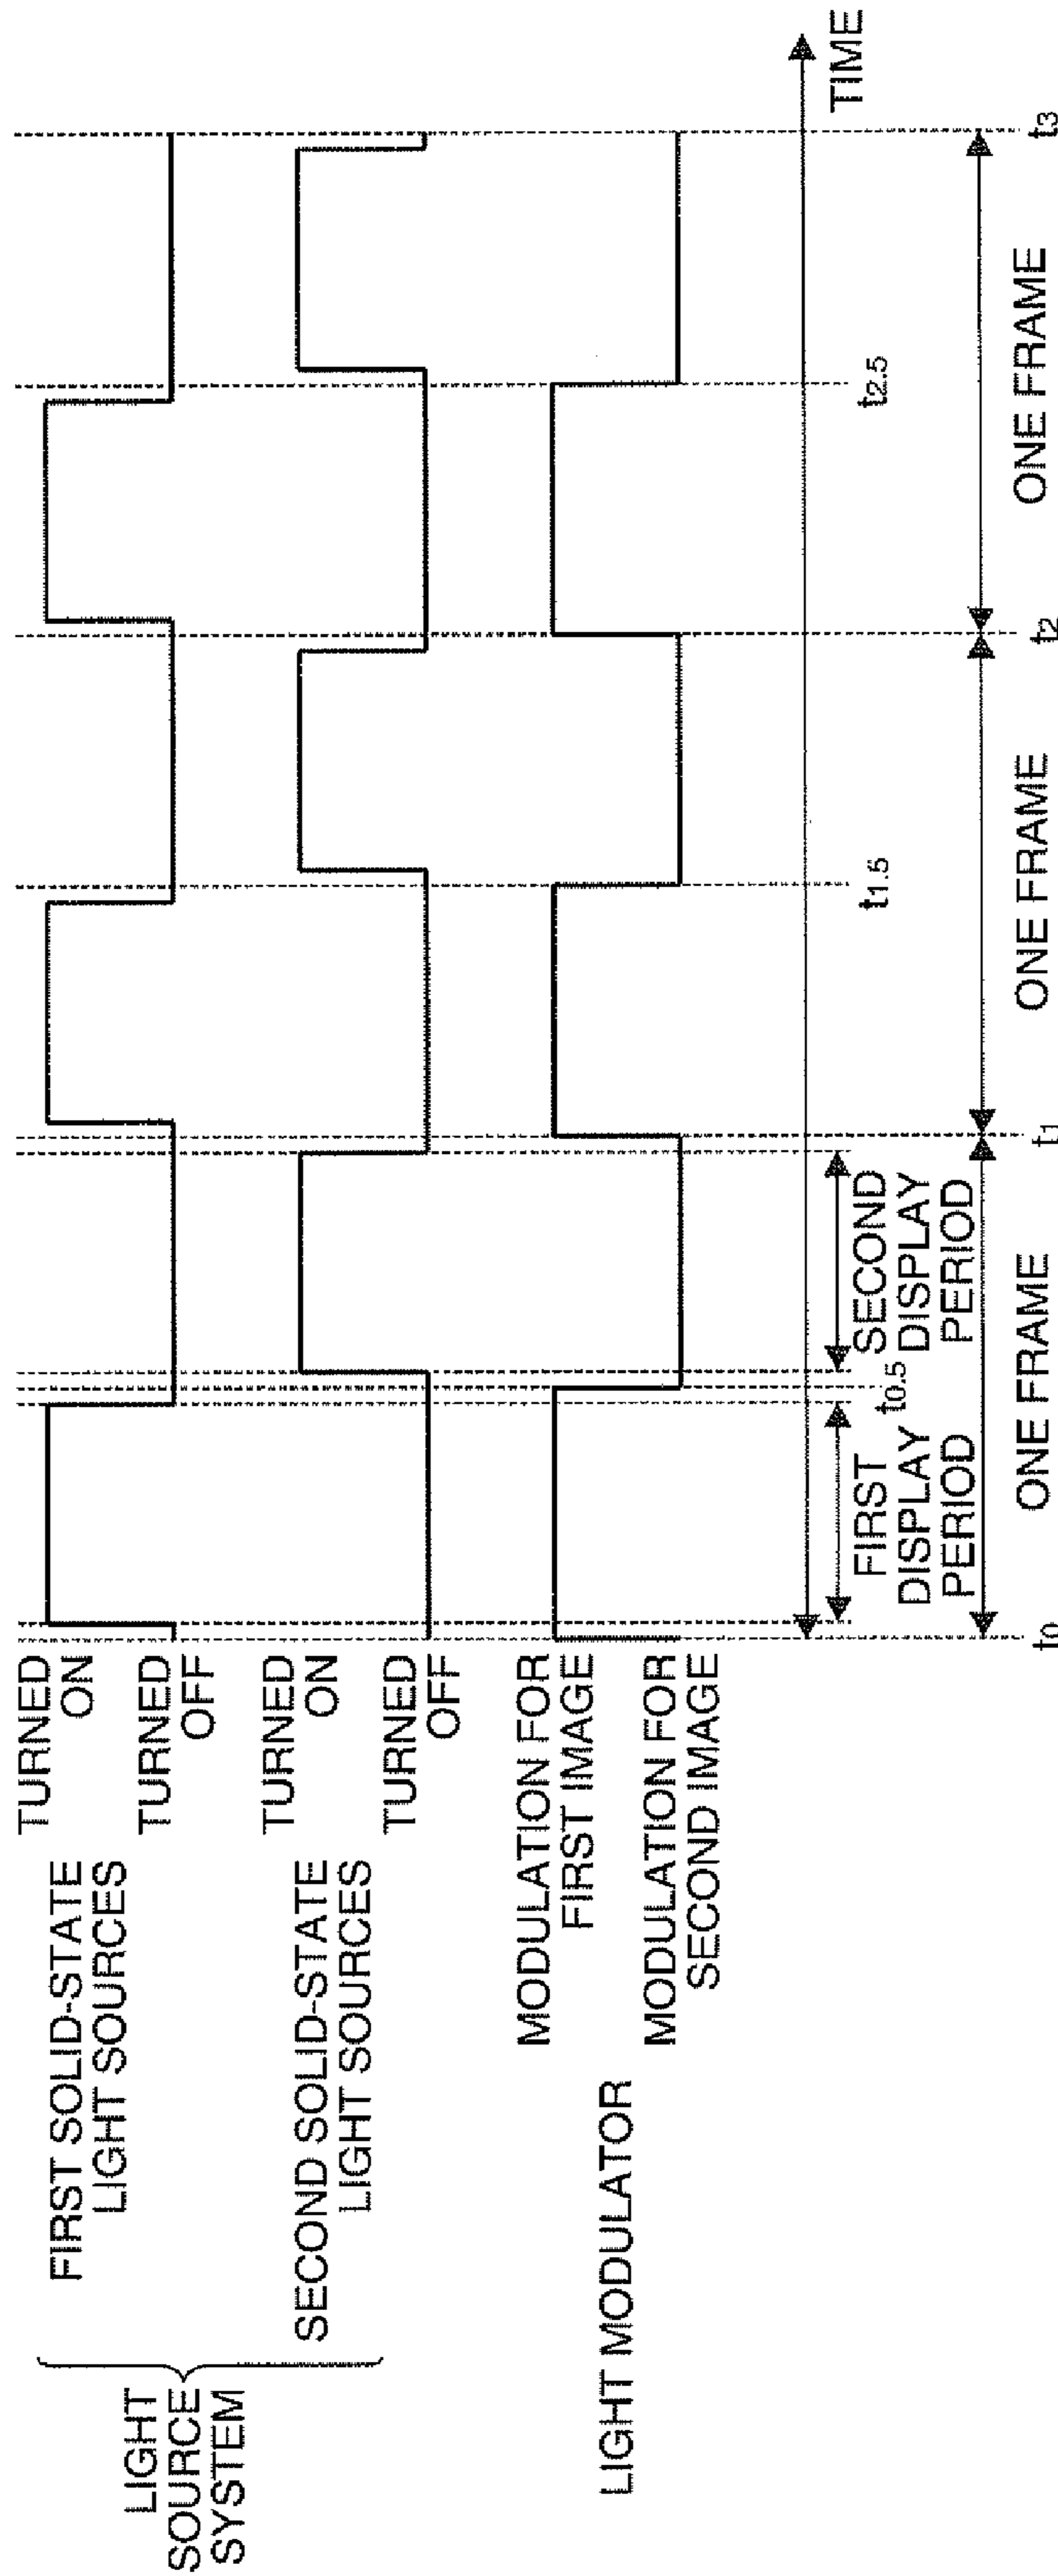 LIGHT
SOURCE
SYSTEM
FIRST SOLID-STATE
LIGHT SOURCES
TURNED
ON
TURNED
OFF
SECOND SOLID-STATE
LIGHT SOURCES
TURNED
ON
TURNED
OFF
LIGHT MODULATOR
MODULATION FOR
FIRST IMAGE
MODULATION FOR
SECOND IMAGE
TIME
FIRST
DISPLAY
PERIOD
t0.5
SECOND
DISPLAY
PERIOD
t1.5
t2.5
ONE FRAME
ONE FRAME
ONE FRAME
t0
t1
t2
t3